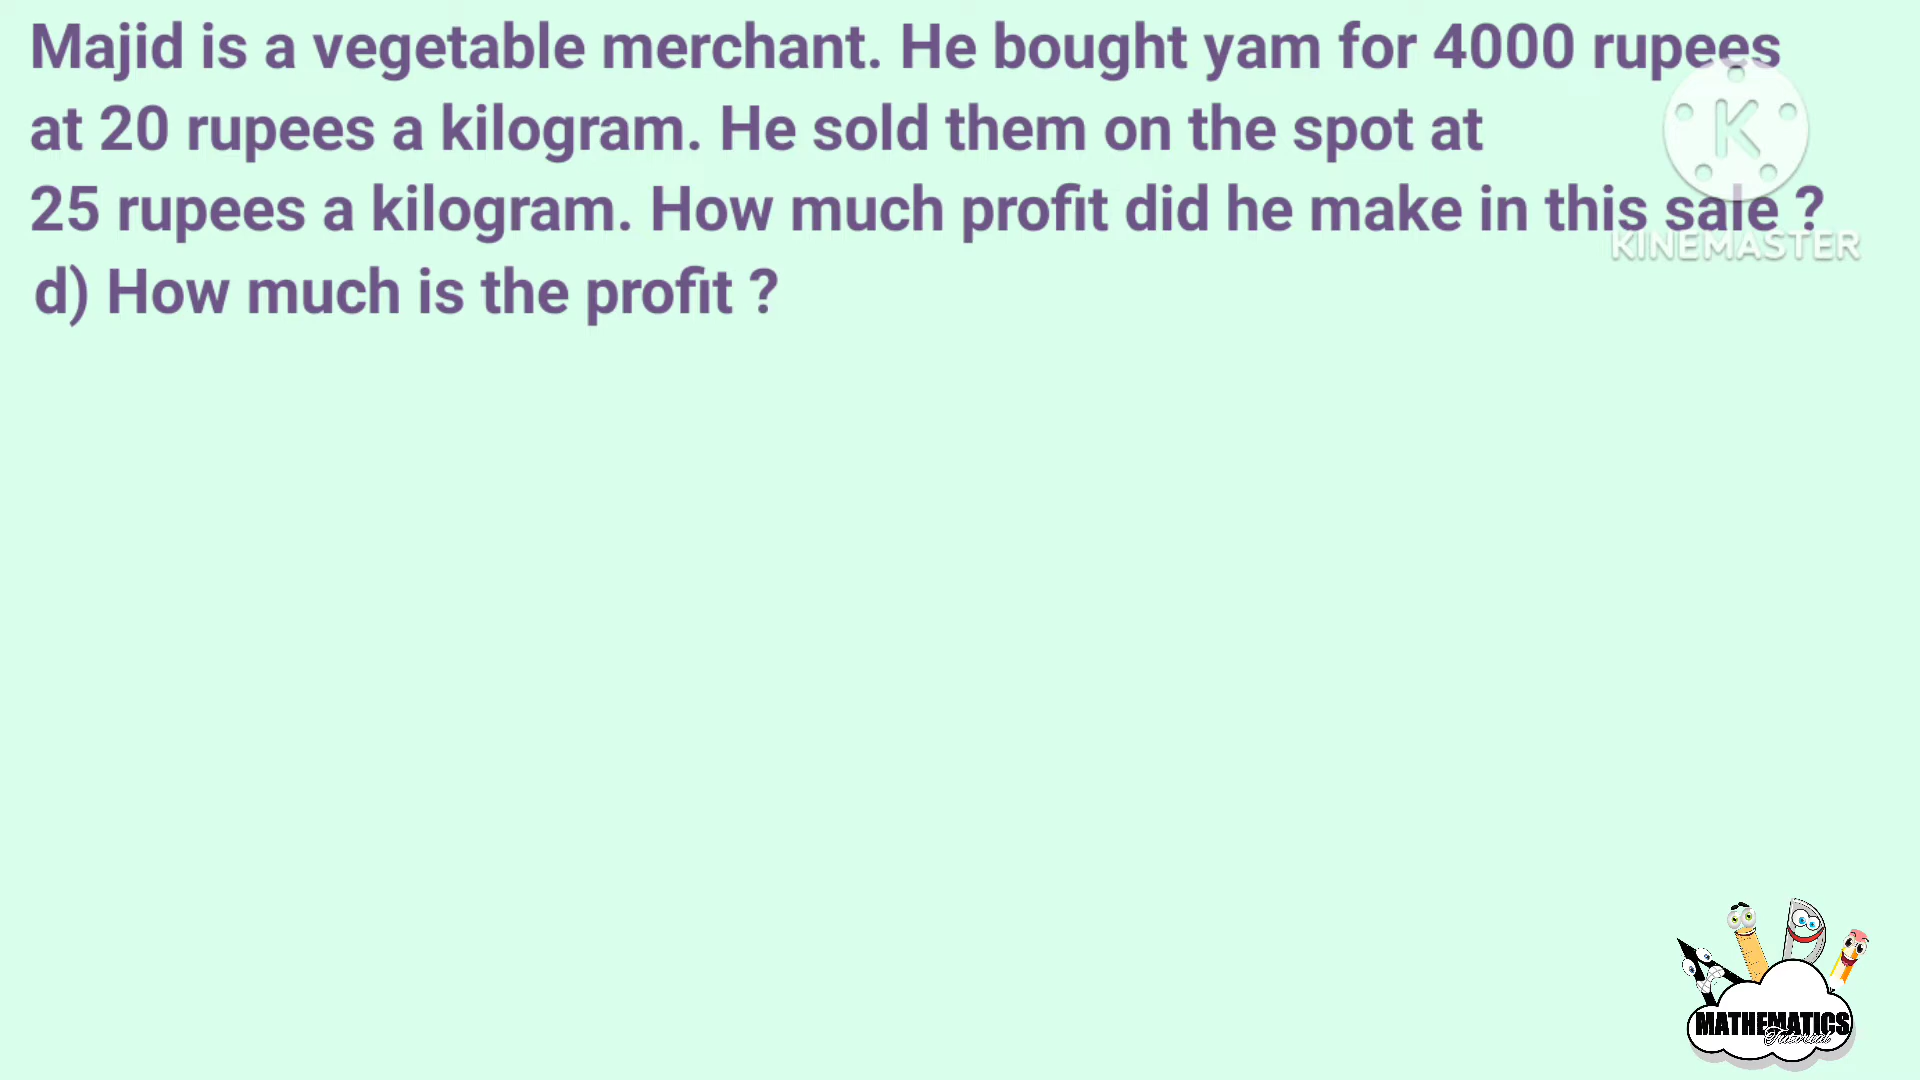 Majid is a vegetable merchant. He bought yam for 4000 rupees
at 20 rupees a kilogram. He sold them on the spot at
25 rupees a kilogram. How much profit did he make in this sale ?
d) How much is the profit ?
K
KINEMASTER
MATHEMATICS
Tutorial